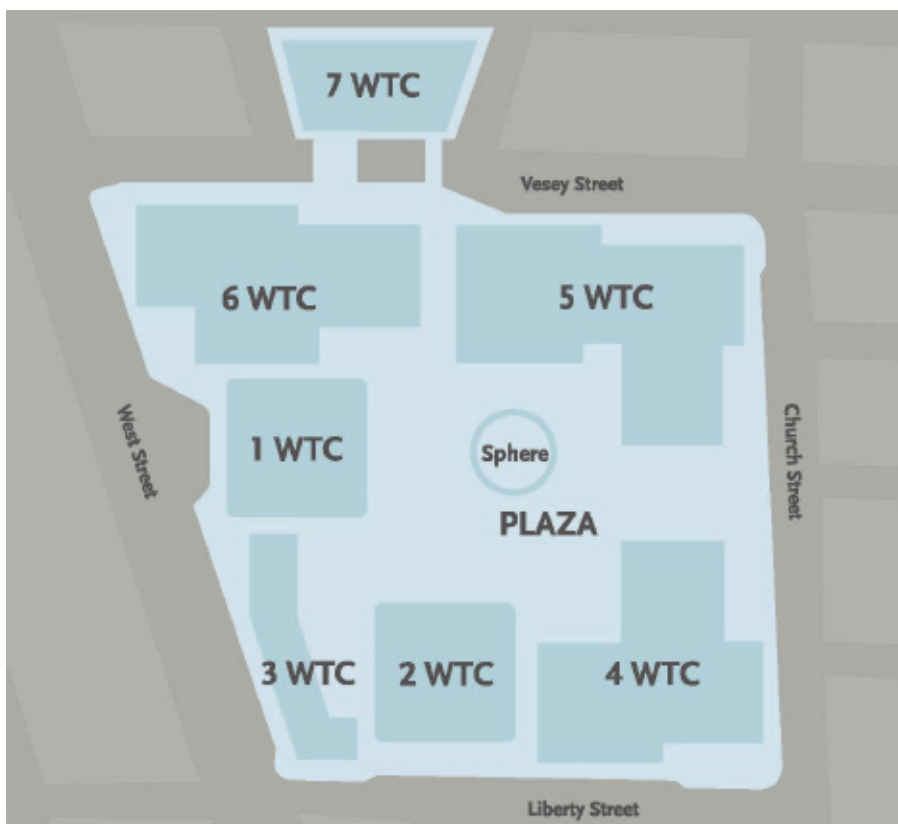 7 WTC
Vesey Street
6 WTC
5 WTC
West Street
1 WTC
Sphere
Church Street
PLAZA
3 WTC
2 WTC
4 WTC
Liberty Street